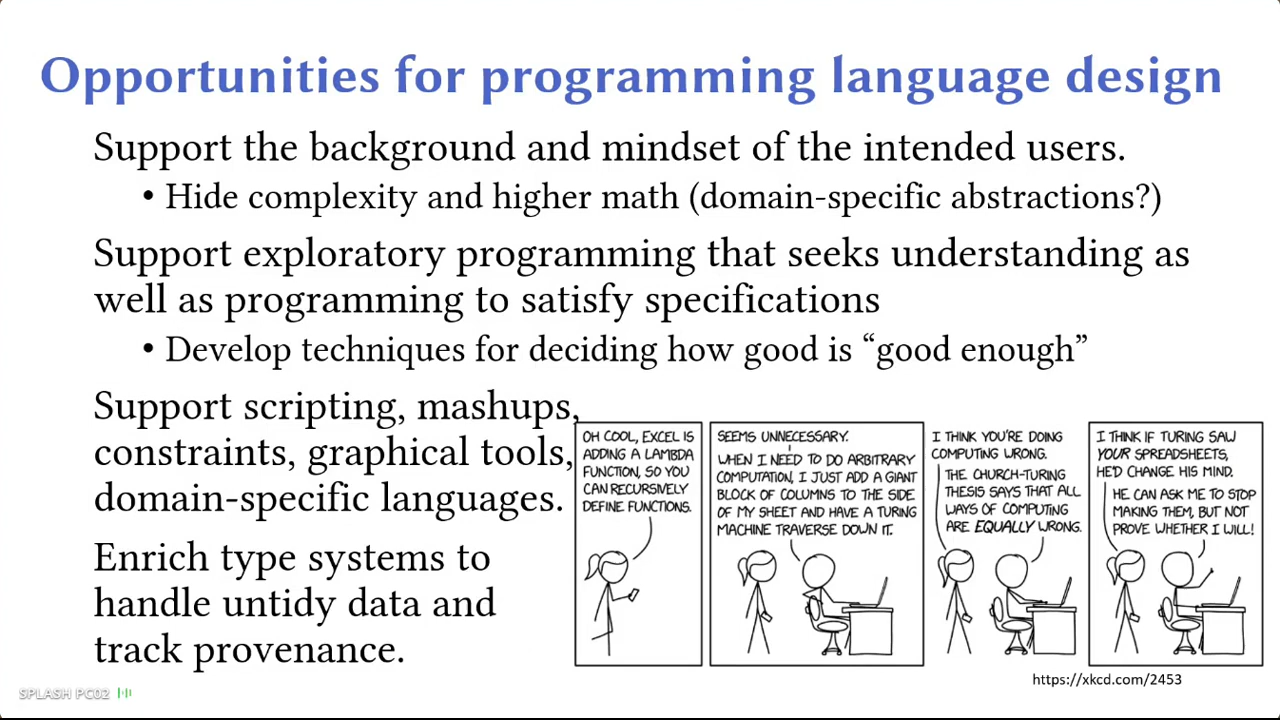 Opportunities for programming language design
Support the background and mindset of the intended users.
• Hide complexity and higher math (domain-specific abstractions?)
Support exploratory programming that seeks understanding as
well as programming to satisfy specifications
• Develop techniques for deciding how good is “good enough”
Support scripting, mashups,
constraints, graphical tools,
domain-specific languages.
Enrich type systems to
handle untidy data and
track provenance.
OH COOL, EXCEL IS
ADDING A LAMBDA
FUNCTION, SO YOU
CAN RECURSIVELY
DEFINE FUNCTIONS.
SEEMS UNNECESSARY.
WHEN I NEED TO DO ARBITRARY
COMPUTATION, I JUST ADD A GIANT
BLOCK OF COLUMNS TO THE SIDE
OF MY SHEET AND HAVE A TURING
MACHINE TRAVERSE DOWN IT.
I THINK YOU'RE DOING
COMPUTING WRONG.
THE CHURCH-TURING
THESIS SAYS THAT ALL
WAYS OF COMPUTING
ARE EQUALLY WRONG.
I THINK IF TURING SAW
YOUR SPREADSHEETS,
HE'D CHANGE HIS MIND.
HE CAN ASK ME TO STOP
MAKING THEM, BUT NOT
PROVE WHETHER I WILL!
https://xkcd.com/2453
SPLASH PC02